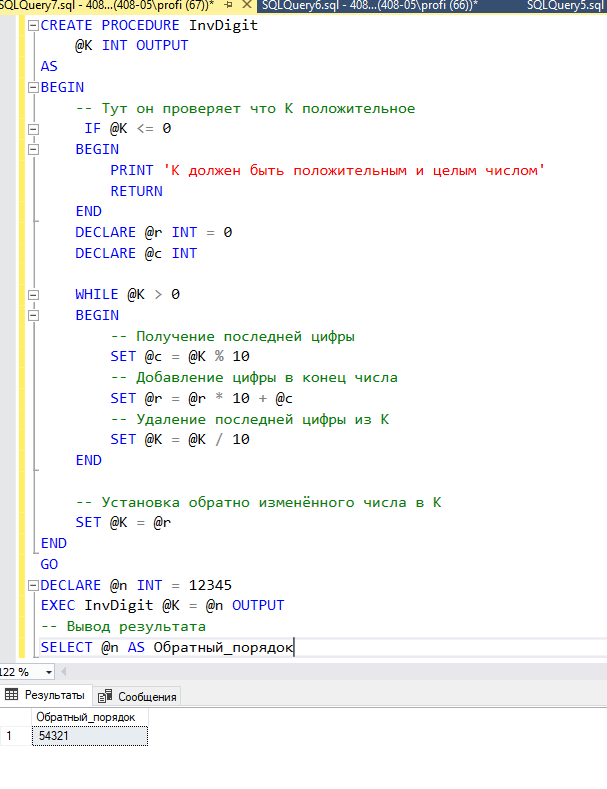 SQLQuery7.sql - 408...(408-05\profi (67))* SQLQuery6.sql - 408...(408-05\profi (66))* SQLQuery5.sql
CREATE PROCEDURE InvDigit
@K INT OUTPUT
AS
BEGIN
-- Тут он проверяет что K положительное
IF @K <= 0
BEGIN
PRINT 'K должен быть положительным и целым числом'
RETURN
END
DECLARE @r INT = 0
DECLARE @c INT
WHILE @K > 0
BEGIN
-- Получение последней цифры
SET @c = @K % 10
-- Добавление цифры в конец числа
SET @r = @r * 10 + @c
-- Удаление последней цифры из K
SET @K = @K / 10
END
-- Установка обратно изменённого числа в K
SET @K = @r
END
GO
DECLARE @n INT = 12345
EXEC InvDigit @K = @n OUTPUT
-- Вывод результата
SELECT @n AS Обратный_порядок
122 %
Результаты Сообщения
Обратный_порядок
1 54321